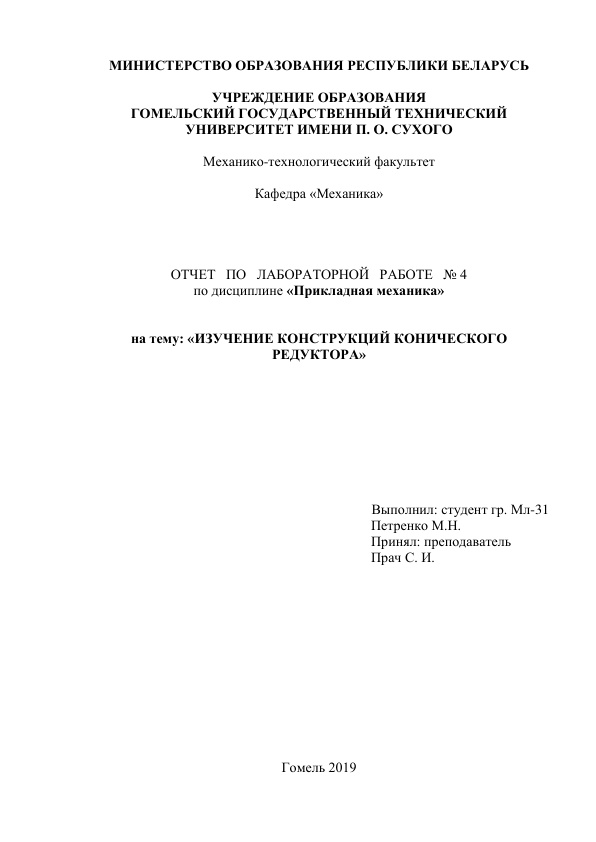 МИНИСТЕРСТВО ОБРАЗОВАНИЯ РЕСПУБЛИКИ БЕЛАРУСЬ
УЧРЕЖДЕНИЕ ОБРАЗОВАНИЯ
ГОМЕЛЬСКИЙ ГОСУДАРСТВЕННЫЙ ТЕХНИЧЕСКИЙ
УНИВЕРСИТЕТ ИМЕНИ П. О. СУХОГО
Механико-технологический факультет
Кафедра «Механика»
ОТЧЕТ ПО ЛАБОРАТОРНОЙ РАБОТЕ № 4
по дисциплине «Прикладная механика»
на тему: «ИЗУЧЕНИЕ КОНСТРУКЦИЙ КОНИЧЕСКОГО
РЕДУКТОРА»
Выполнил: студент гр. Мл-31
Петренко М.Н.
Принял: преподаватель
Прач С. И.
Гомель 2019